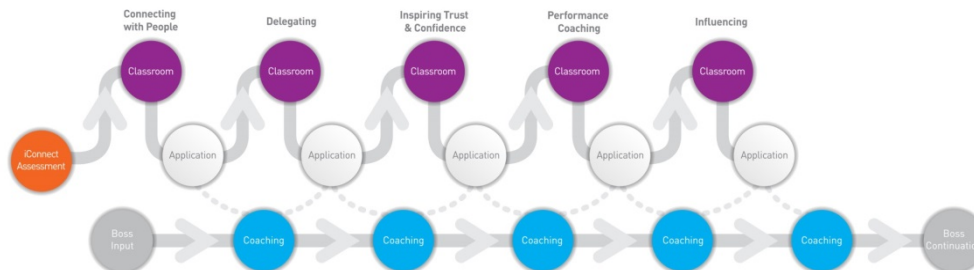 Connecting
with People
Delegating
Inspiring Trust
& Confidence
Performance
Coaching
Influencing
Classroom
Classroom
Classroom
Classroom
Classroom
iConnect
Assessment
Application
Application
Application
Application
Application
Boss
Input
Coaching
Coaching
Coaching
Coaching
Coaching
Boss
Continuatio